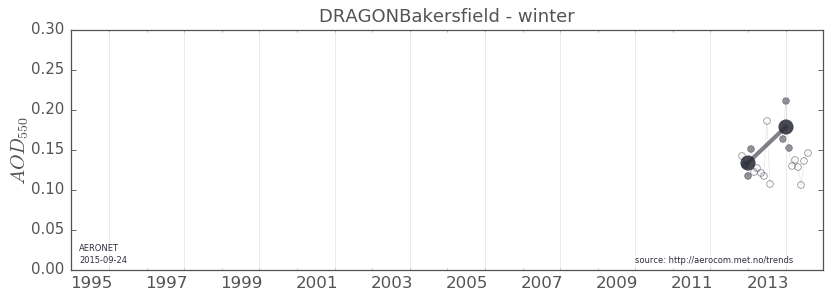 DRAGONBakersfield - winter
0.30
0.25
0.20
0.15
0.10
0.05
0.00
AOD550
AERONET
2015-09-24
source: http://aerocom.met.no/trends
1995 1997 1999 2001 2003 2005 2007 2009 2011 2013